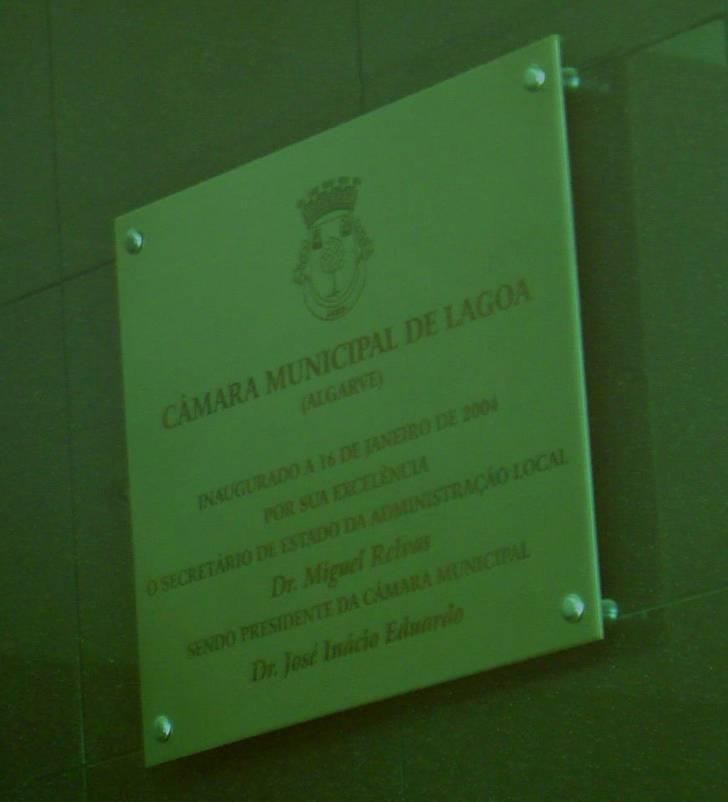 CÂMARA MUNICIPAL DE LAGOA
(ALGARVE)
INAUGURADO A 16 DE JANEIRO DE 2004
POR SUA EXCELÊNCIA
O SECRETÁRIO DE ESTADO DA ADMINISTRAÇÃO LOCAL
Dr. Miguel Relvas
SENDO PRESIDENTE DA CÂMARA MUNICIPAL
Dr. José Inácio Eduardo